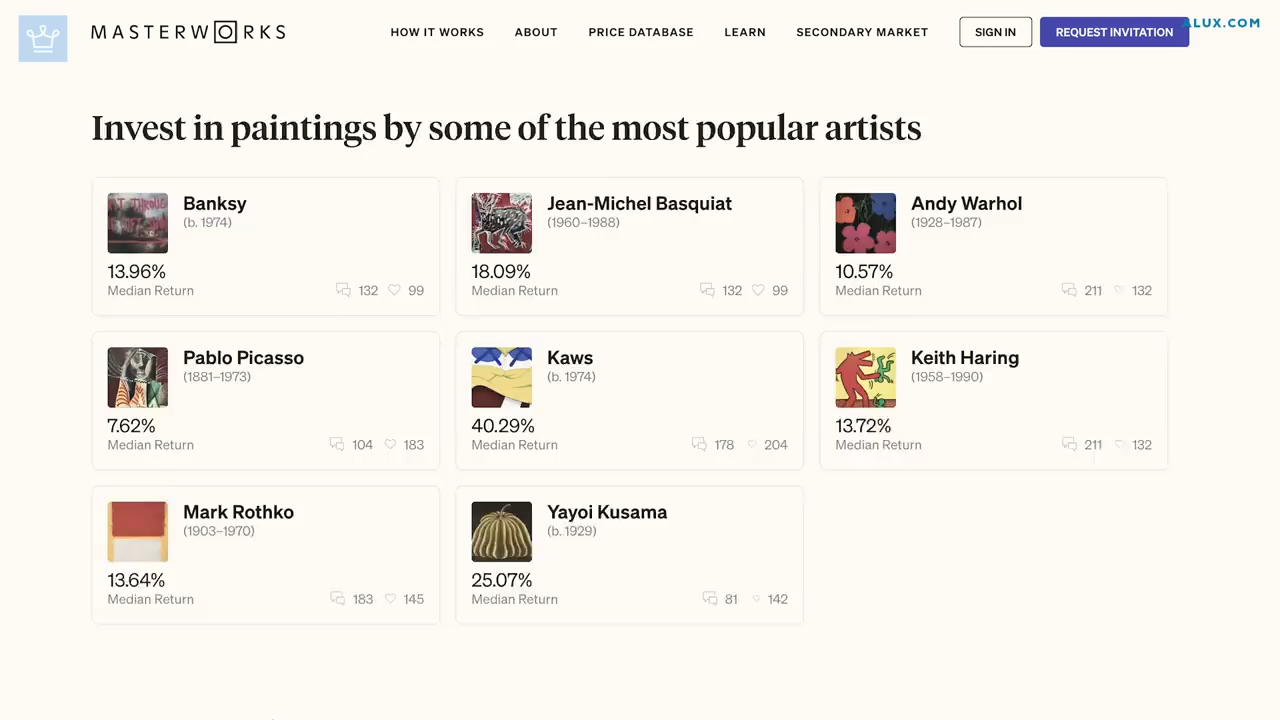 MASTERWORKS
HOW IT WORKS
ABOUT
PRICE DATABASE
LEARN
SECONDARY MARKET
SIGN IN
REQUEST INVITATION
ALUX.COM
Invest in paintings by some of the most popular artists
Banksy
(b. 1974)
13.96%
Median Return
132
99
Jean-Michel Basquiat
(1960–1988)
18.09%
Median Return
132
99
Andy Warhol
(1928–1987)
10.57%
Median Return
211
132
Pablo Picasso
(1881–1973)
7.62%
Median Return
104
183
Kaws
(b. 1974)
40.29%
Median Return
178
204
Keith Haring
(1958–1990)
13.72%
Median Return
211
132
Mark Rothko
(1903–1970)
13.64%
Median Return
183
145
Yayoi Kusama
(b. 1929)
25.07%
Median Return
81
142